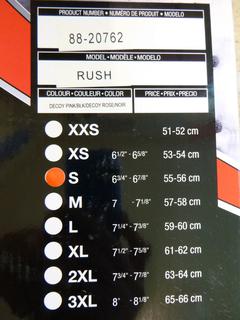 PRODUCT NUMBER • NUMÉRO DE PRODUIT • MODELO
88-20762
MODEL • MODÈLE • MODELO
RUSH
COLOUR • COULEUR • COLOR
PRICE • PRIX • PRECIO
DECOY PINK/BLK/DECOY ROSE/NOIR
XXS 51-52 cm
XS 6 1/2" - 6 5/8" 53-54 cm
S 6 3/4" - 6 7/8" 55-56 cm
M 7 - 7 1/8" 57-58 cm
L 7 1/4" - 7 3/8" 59-60 cm
XL 7 1/2" - 7 5/8" 61-62 cm
2XL 7 3/4" - 7 7/8" 63-64 cm
3XL 8" - 8 1/8" 65-66 cm